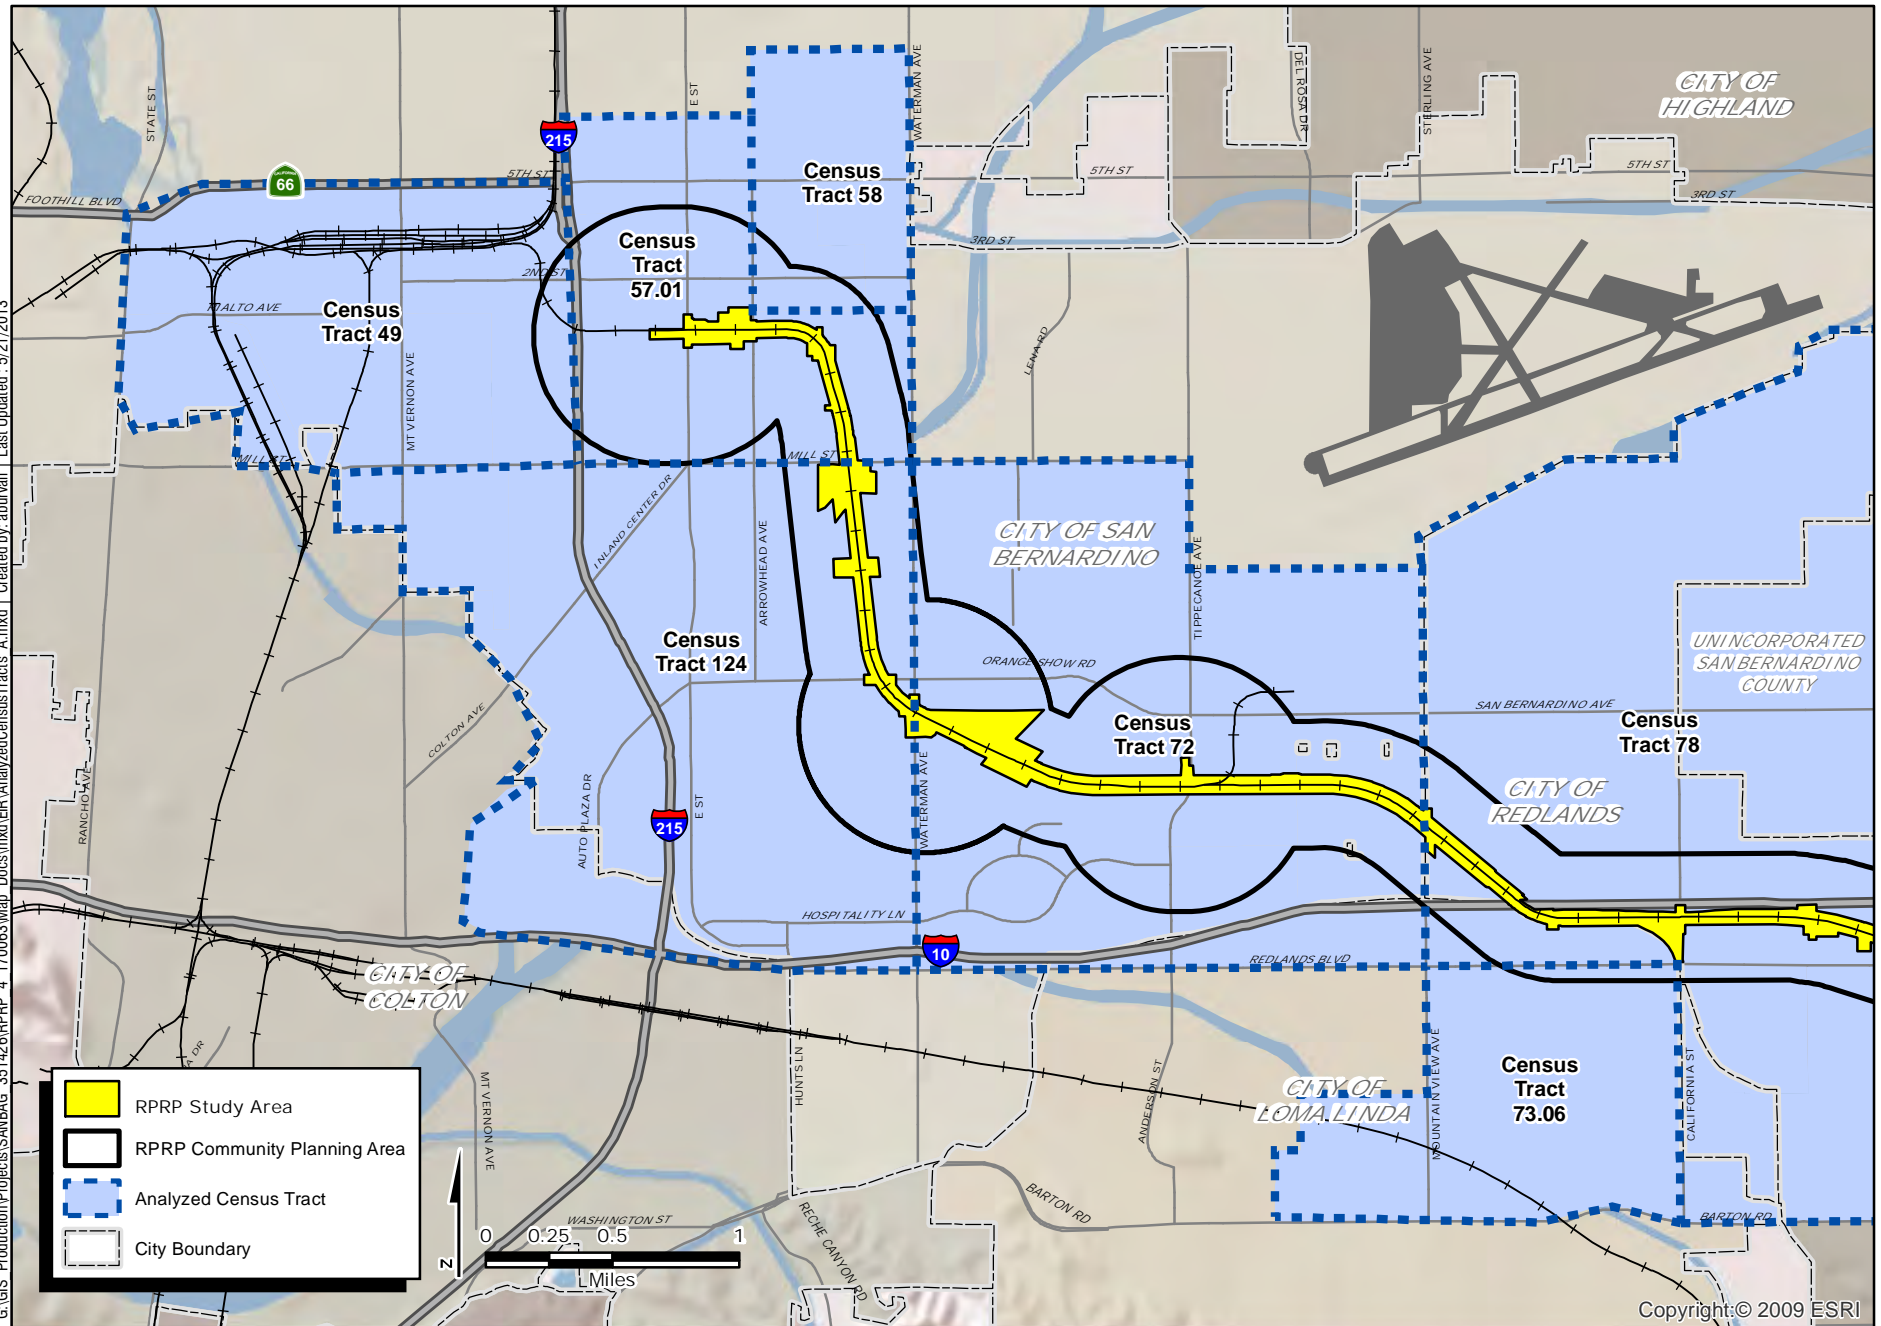 CITY OF
HIGHLAND
STATE ST
E ST
WATERMAN AVE
DEL ROSA DR
STERLING AVE
215
CALIFORNIA
66
FOOTHILL BLVD
5TH ST
5TH ST
5TH ST
3RD ST
3RD ST
2ND ST
Census
Tract 58
Census
Tract
57.01
Census
Tract 49
MT VERNON AVE
LENA RD
MILL ST
MILL ST
INLAND CENTER DR
ARROWHEAD AVE
CITY OF SAN
BERNARDINO
TIPPECANOE AVE
Census
Tract 124
ORANGE SHOW RD
UNINCORPORATED
SAN BERNARDINO
COUNTY
SAN BERNARDINO AVE
Census
Tract 72
Census
Tract 78
COLTON AVE
RANCHO AVE
AUTO PLAZA DR
E ST
215
WATERMAN AVE
CITY OF
REDLANDS
HOSPITALITY LN
10
REDLANDS BLVD
CITY OF
COLTON
HUNTS LN
ANDERSON ST
CITY OF
LOMA LINDA
MOUNTAIN VIEW AVE
Census
Tract
73.06
CALIFORNIA ST
MT VERNON AVE
A DR
BARTON RD
BARTON RD
WASHINGTON ST
RECHE CANYON RD
RPRP Study Area
RPRP Community Planning Area
Analyzed Census Tract
City Boundary
N
0 0.25 0.5 1
Miles
Copyright:© 2009 ESRI